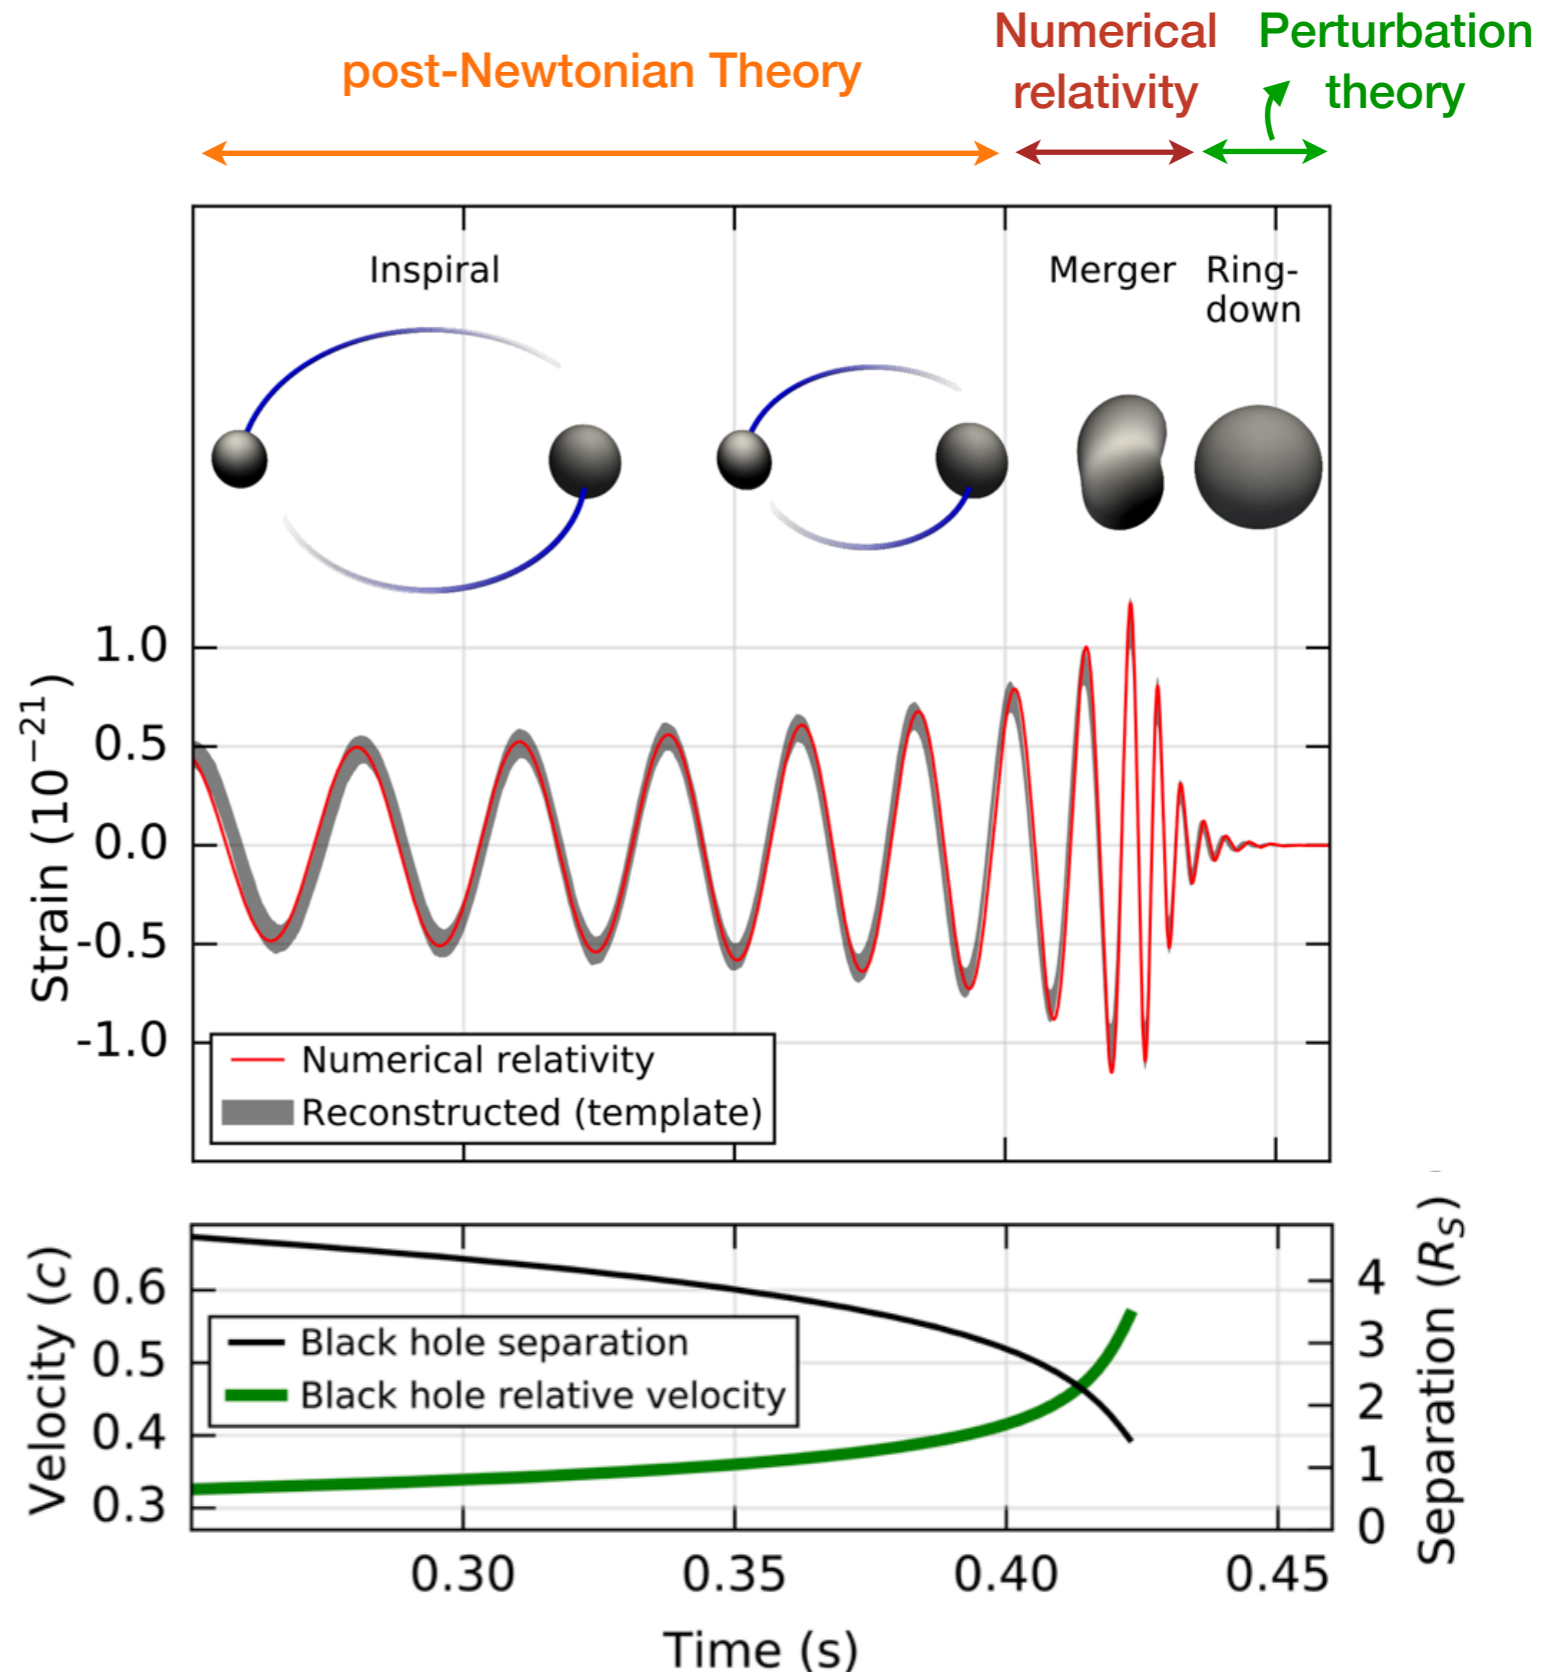 post-Newtonian Theory
Numerical
relativity
Perturbation
theory
Inspiral
Merger
Ring-
down
Strain (10⁻²¹)
1.0
0.5
0.0
-0.5
-1.0
Numerical relativity
Reconstructed (template)
Velocity (c)
0.6
0.5
0.4
0.3
Black hole separation
Black hole relative velocity
Separation (R_S)
4
3
2
1
0
0.30 0.35 0.40 0.45
Time (s)